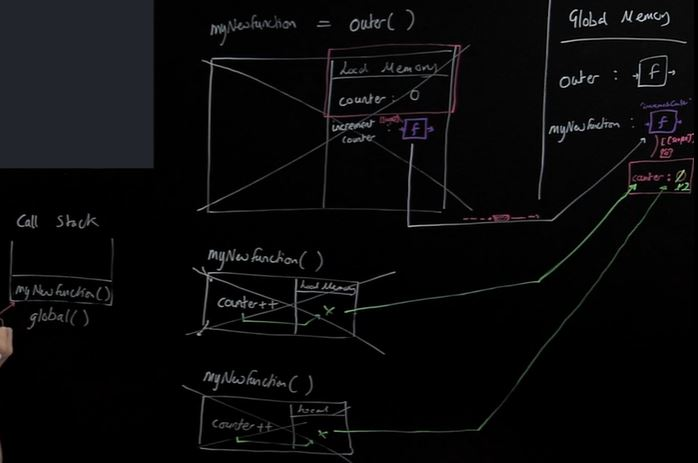 myNewfunction = outer()
Global Memory
Local Memory
counter : 0
outer : f
increment
counter : f
myNewfunction : f
[[scope]]
counter : 0
Call Stack
myNewfunction()
global()
myNewfunction()
Local Memory
counter++
x
myNewfunction()
Local
counter++
x